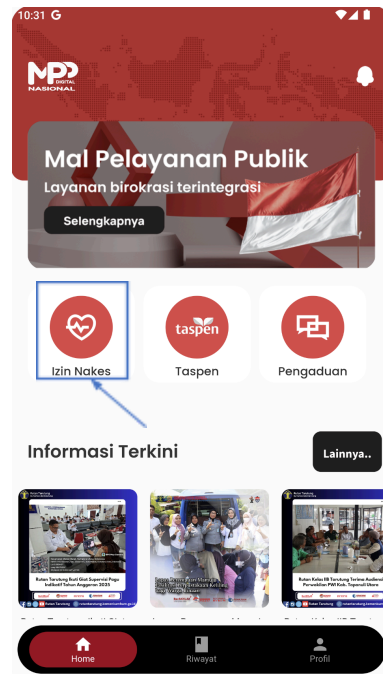 10:31 G
MPP
DIGITAL
NASIONAL
Mal Pelayanan Publik
Layanan birokrasi terintegrasi
Selengkapnya
Izin Nakes
taspen
Taspen
Pengaduan
Informasi Terkini
Lainnya..
Rutan Tarutung Ikuti Giat Supervisi Pagu
Indikatif Tahun Anggaran 2025
Rutan Kelas IIB Tarutung Terima Audiensi
Perwakilan PWI Kab. Tapanuli Utara
Home
Riwayat
Profil